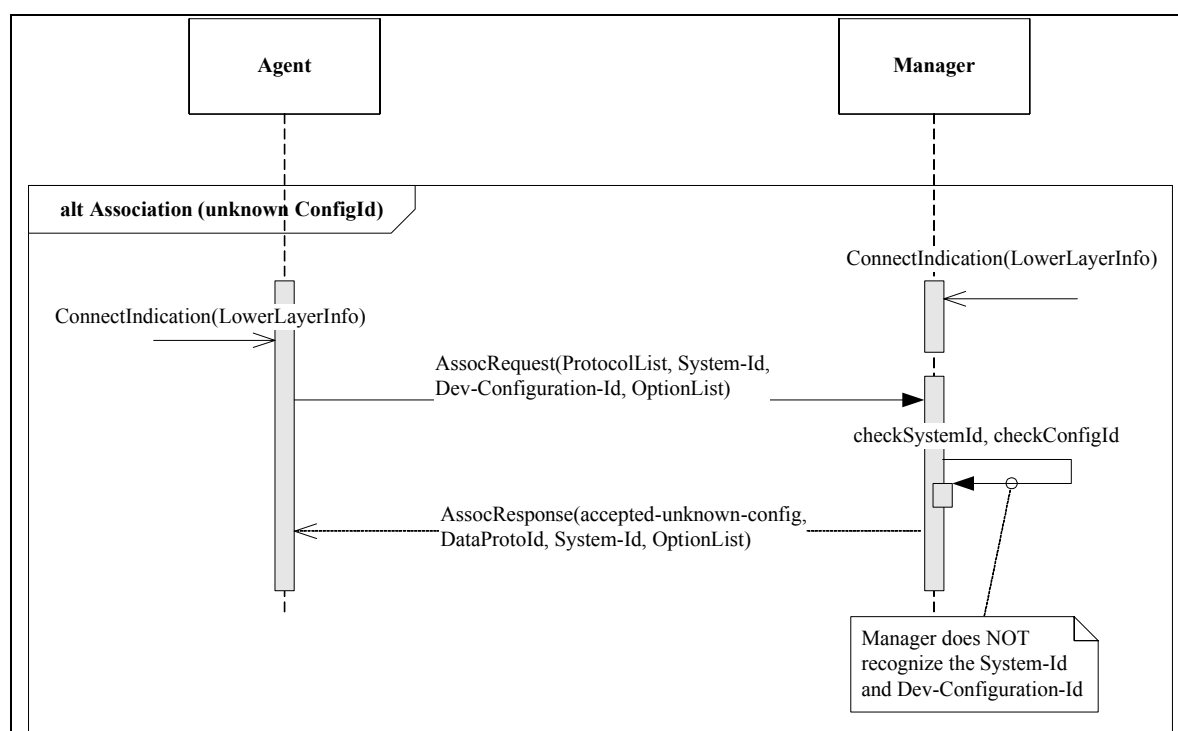 Agent
Manager
alt Association (unknown ConfigId)
ConnectIndication(LowerLayerInfo)
ConnectIndication(LowerLayerInfo)
AssocRequest(ProtocolList, System-Id,
Dev-Configuration-Id, OptionList)
checkSystemId, checkConfigId
AssocResponse(accepted-unknown-config,
DataProtoId, System-Id, OptionList)
Manager does NOT
recognize the System-Id
and Dev-Configuration-Id